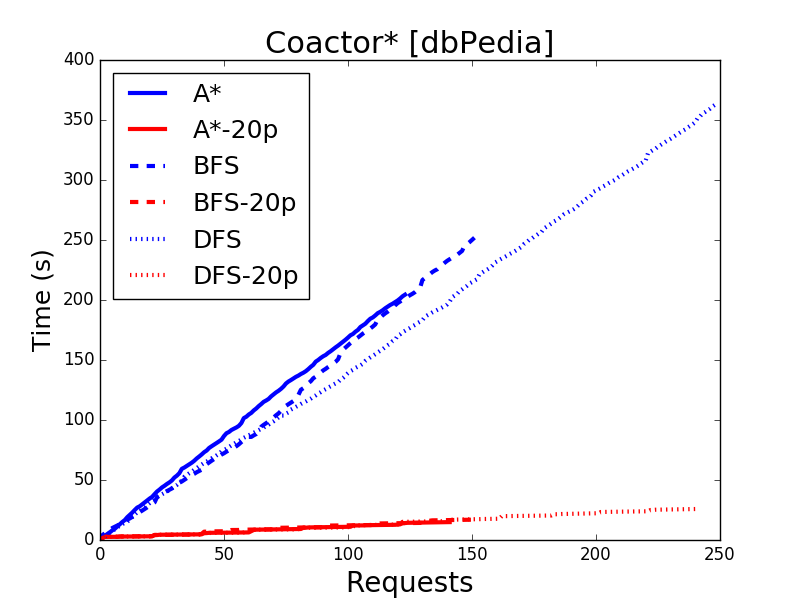 Coactor* [dbPedia]
400
350
300
250
200
150
100
50
0
Time (s)
A*
A*-20p
BFS
BFS-20p
DFS
DFS-20p
0 50 100 150 200 250
Requests